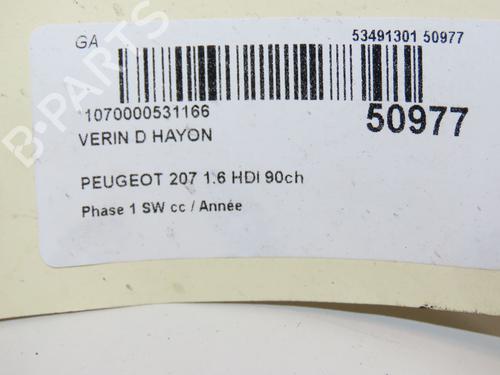 GA
53491301 50977
*1070000531166
50977
VERIN D HAYON
PEUGEOT 207 1.6 HDI 90ch
Phase 1 SW cc / Année
B-PARTS